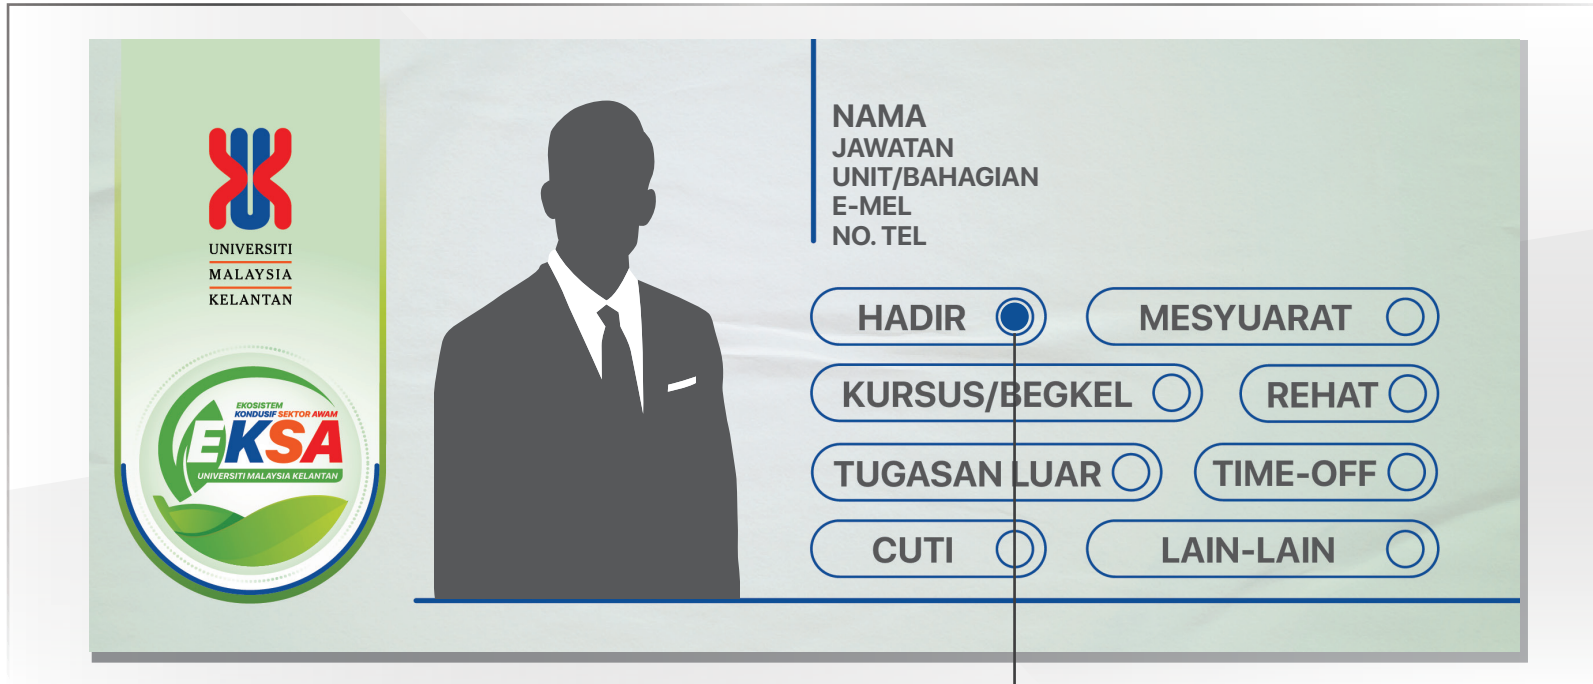 UNIVERSITI
MALAYSIA
KELANTAN
EKOSISTEM
KONDUSIF SEKTOR AWAM
EKSA
UNIVERSITI MALAYSIA KELANTAN
NAMA
JAWATAN
UNIT/BAHAGIAN
E-MEL
NO. TEL
HADIR MESYUARAT
KURSUS/BEGKEL REHAT
TUGASAN LUAR TIME-OFF
CUTI LAIN-LAIN